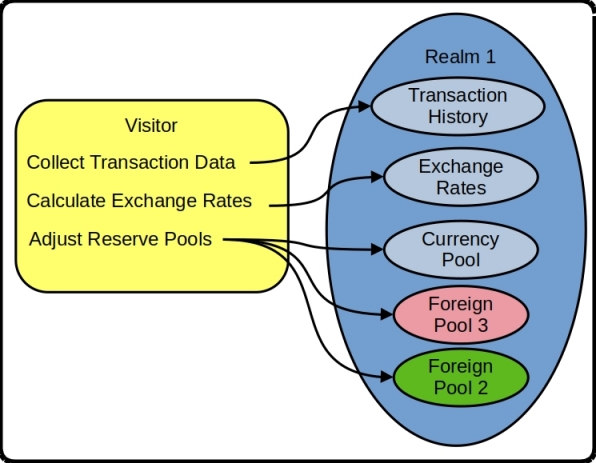 Visitor
Collect Transaction Data
Calculate Exchange Rates
Adjust Reserve Pools
Realm 1
Transaction
History
Exchange
Rates
Currency
Pool
Foreign
Pool 3
Foreign
Pool 2